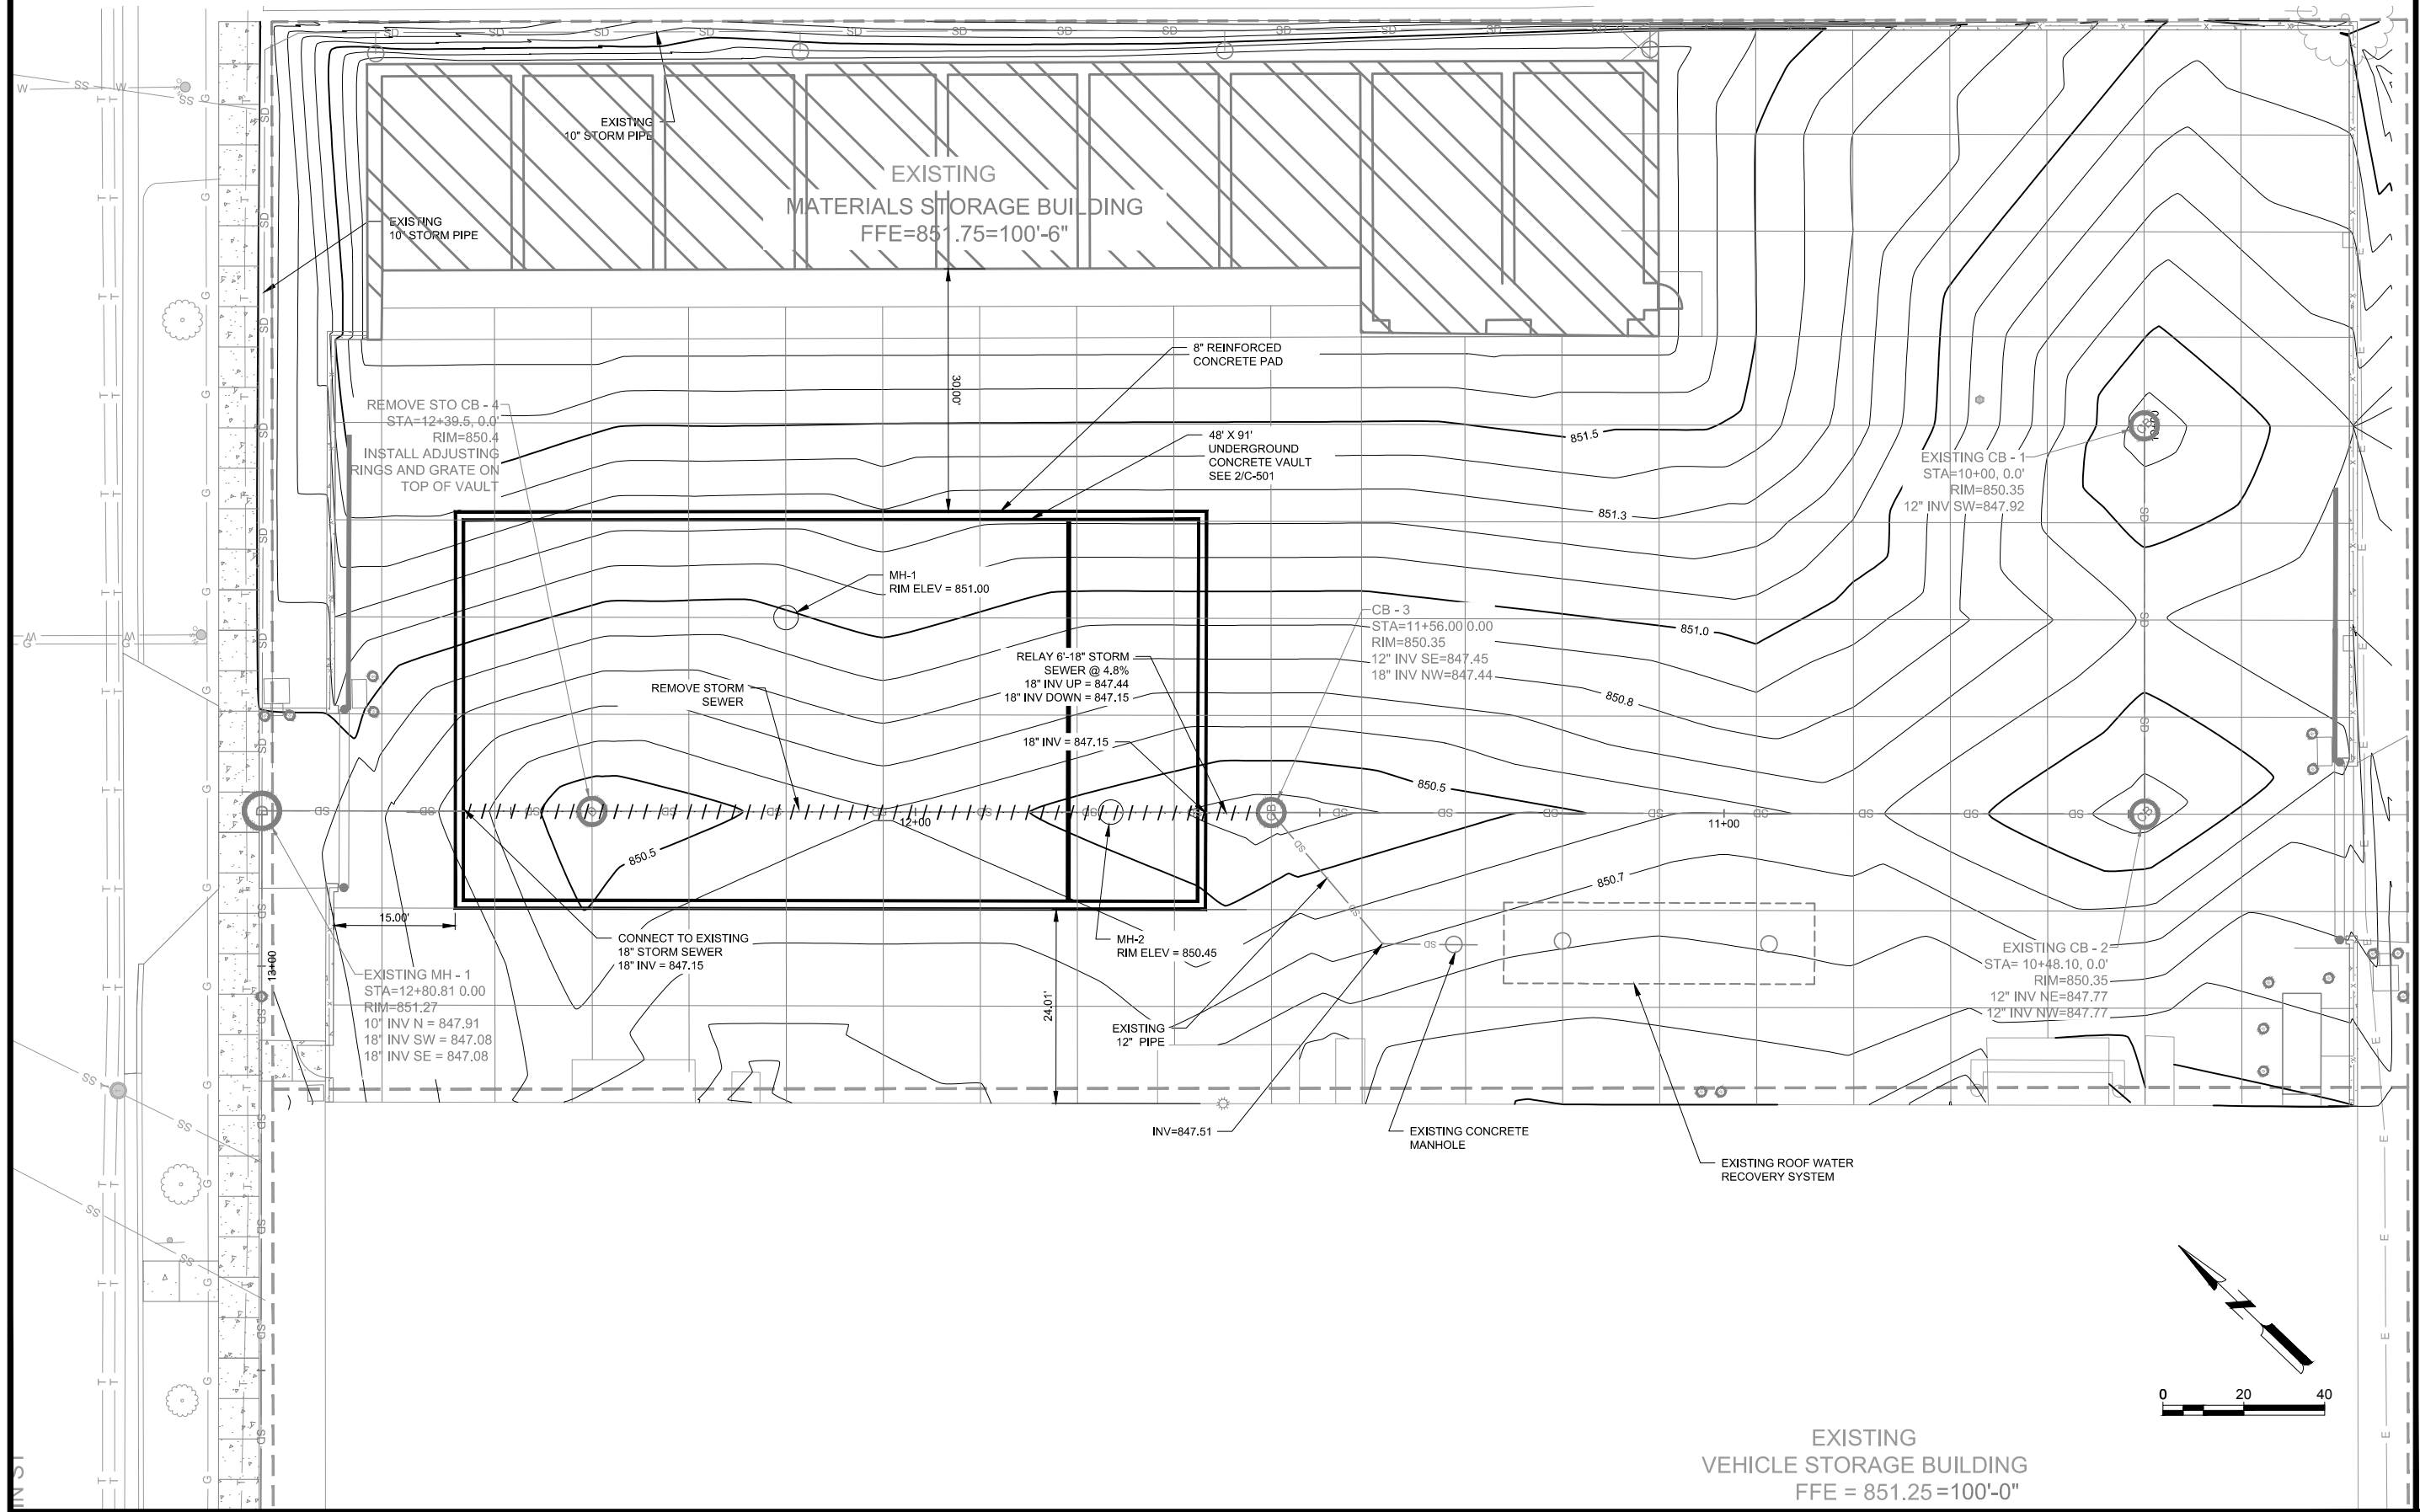 EXISTING
10" STORM PIPE
EXISTING
MATERIALS STORAGE BUILDING
FFE=851.75=100'-6"
EXISTING
10" STORM PIPE
8" REINFORCED
CONCRETE PAD
30.00'
REMOVE STO CB - 4
STA=12+39.5, 0.0'
RIM=850.4
INSTALL ADJUSTING
RINGS AND GRATE ON
TOP OF VAULT
48' X 91'
UNDERGROUND
CONCRETE VAULT
SEE 2/C-501
851.5
EXISTING CB - 1
STA=10+00, 0.0'
RIM=850.35
12" INV SW=847.92
851.3
MH-1
RIM ELEV = 851.00
CB - 3
STA=11+56.00 0.00
RIM=850.35
12" INV SE=847.45
18" INV NW=847.44
851.0
RELAY 6'-18" STORM
SEWER @ 4.8%
18" INV UP = 847.44
18" INV DOWN = 847.15
REMOVE STORM
SEWER
850.8
18" INV = 847.15
850.5
12+00
11+00
850.5
850.7
15.00'
CONNECT TO EXISTING
18" STORM SEWER
18" INV = 847.15
MH-2
RIM ELEV = 850.45
EXISTING CB - 2
STA= 10+48.10, 0.0'
RIM=850.35
12" INV NE=847.77
12" INV NW=847.77
13+00
EXISTING MH - 1
STA=12+80.81 0.00
RIM=851.27
10' INV N = 847.91
18' INV SW = 847.08
18' INV SE = 847.08
24.01'
EXISTING
12" PIPE
INV=847.51
EXISTING CONCRETE
MANHOLE
EXISTING ROOF WATER
RECOVERY SYSTEM
0 20 40
EXISTING
VEHICLE STORAGE BUILDING
FFE = 851.25 =100'-0"